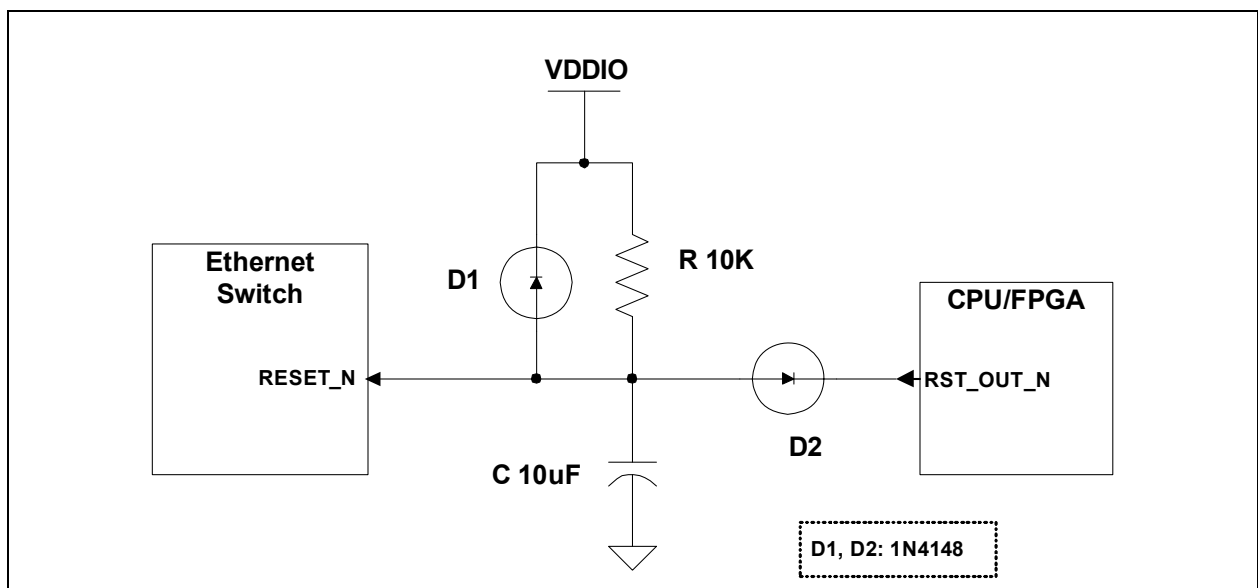 VDDIO
Ethernet
Switch
D1
R 10K
CPU/FPGA
RESET_N
RST_OUT_N
D2
C 10uF
D1, D2: 1N4148